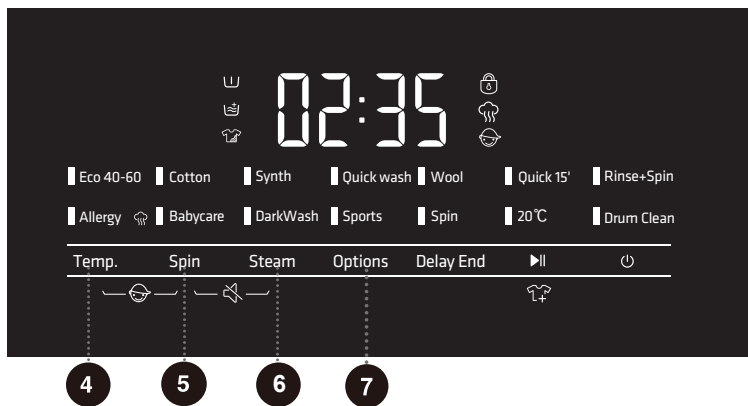 02:35
Eco 40-60 Cotton Synth Quick wash Wool Quick 15' Rinse+Spin
Allergy Babycare DarkWash Sports Spin 20℃ Drum Clean
Temp. Spin Steam Options Delay End
4 5 6 7